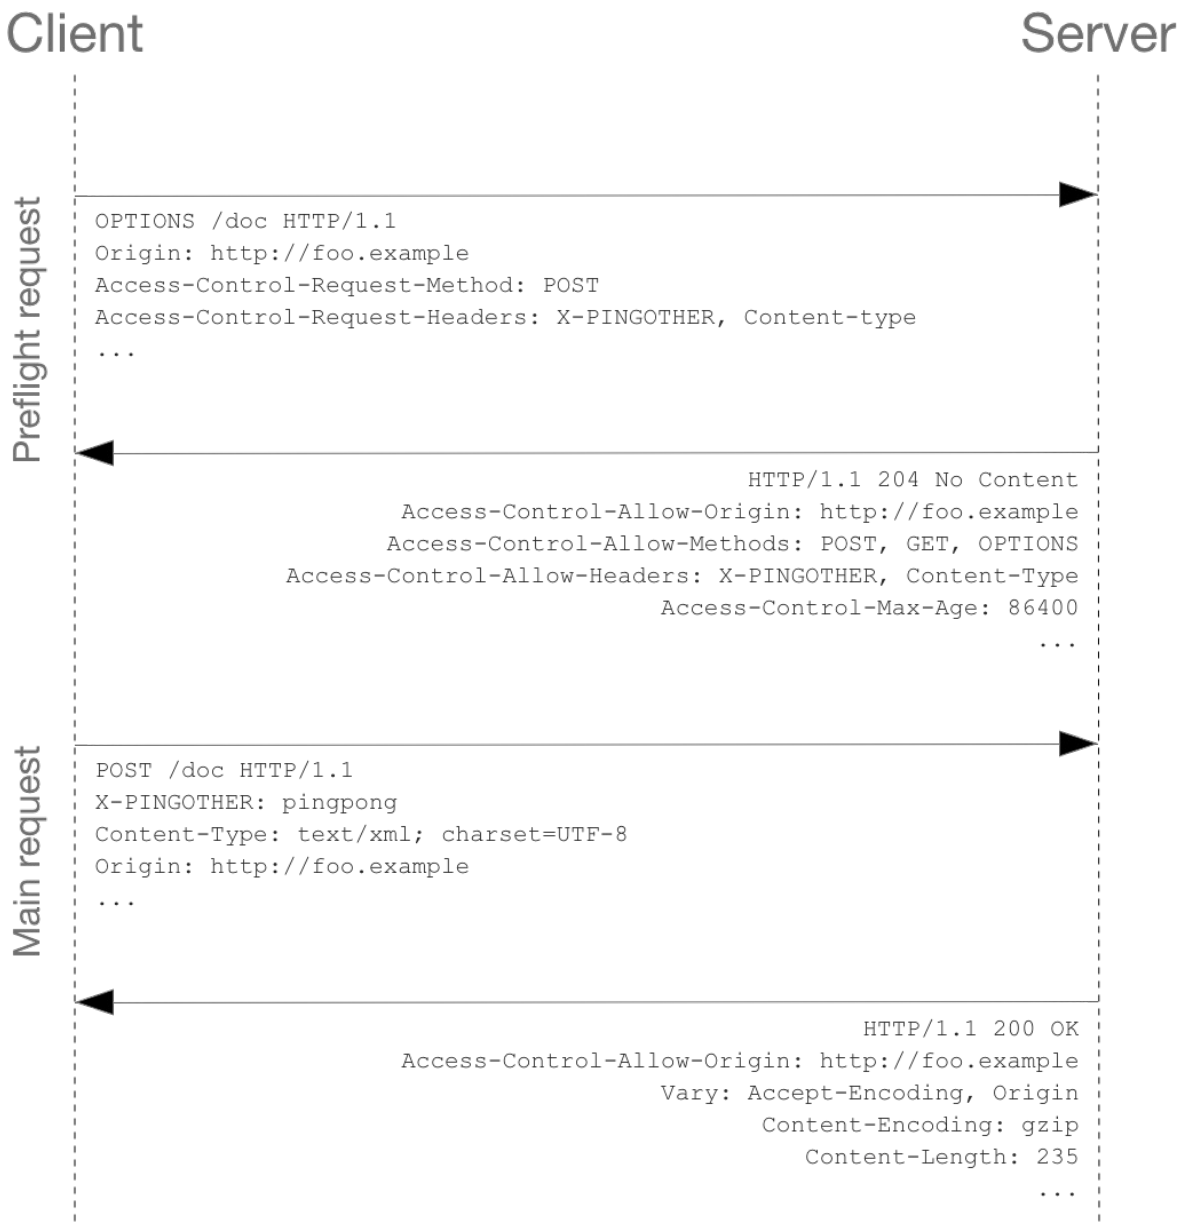 Client
Server
Preflight request
OPTIONS /doc HTTP/1.1
Origin: http://foo.example
Access-Control-Request-Method: POST
Access-Control-Request-Headers: X-PINGOTHER, Content-type
...
HTTP/1.1 204 No Content
Access-Control-Allow-Origin: http://foo.example
Access-Control-Allow-Methods: POST, GET, OPTIONS
Access-Control-Allow-Headers: X-PINGOTHER, Content-Type
Access-Control-Max-Age: 86400
...
Main request
POST /doc HTTP/1.1
X-PINGOTHER: pingpong
Content-Type: text/xml; charset=UTF-8
Origin: http://foo.example
...
HTTP/1.1 200 OK
Access-Control-Allow-Origin: http://foo.example
Vary: Accept-Encoding, Origin
Content-Encoding: gzip
Content-Length: 235
...